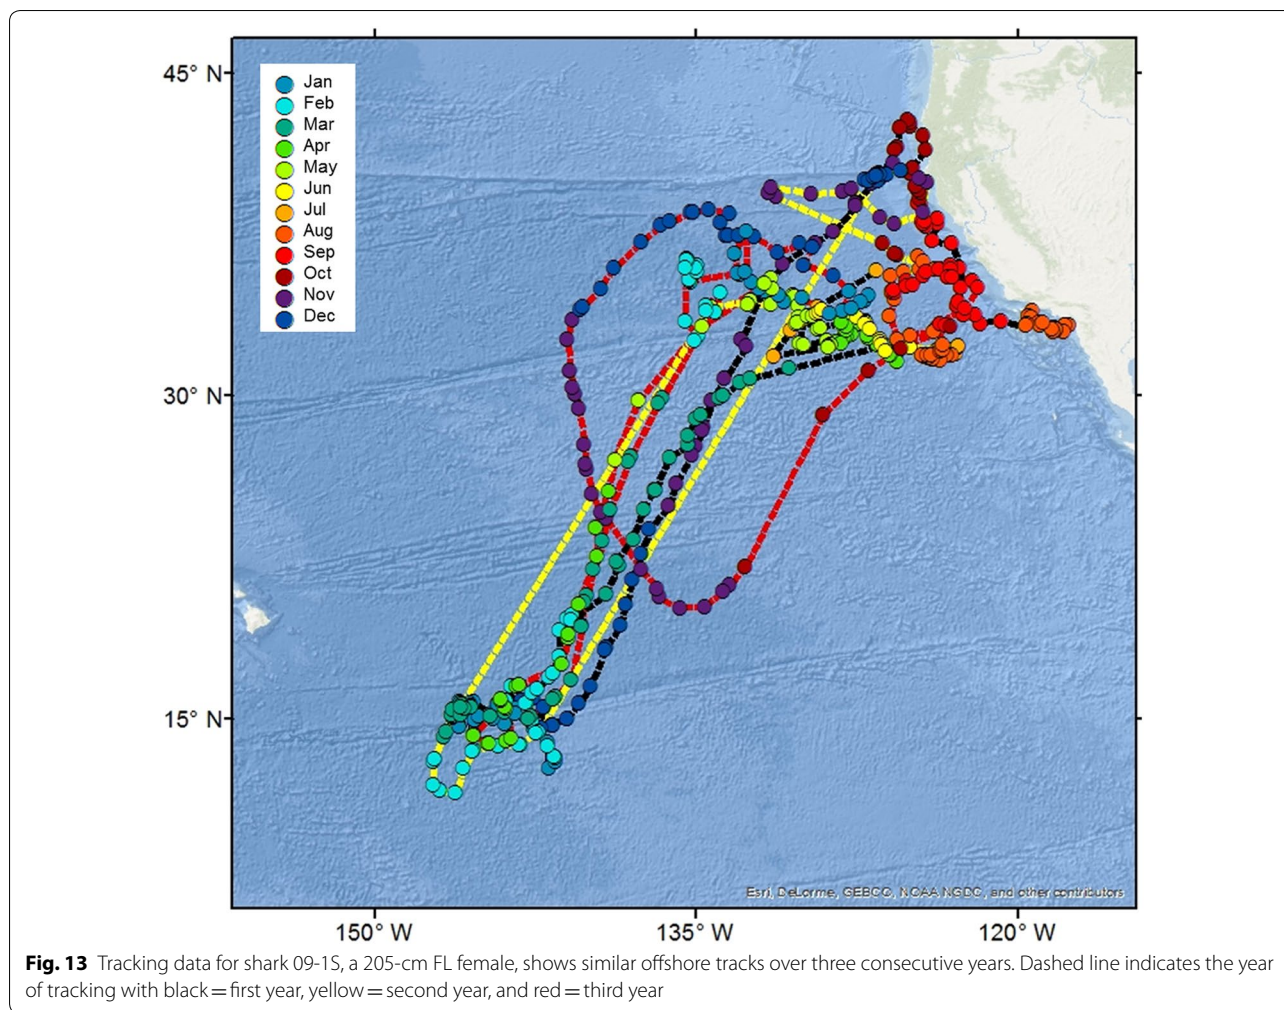 45° N
30° N
15° N
Jan
Feb
Mar
Apr
May
Jun
Jul
Aug
Sep
Oct
Nov
Dec
Esri, DeLorme, GEBCO, NOAA NGDC, and other contributors
150° W
135° W
120° W
Fig. 13 Tracking data for shark 09-1S, a 205-cm FL female, shows similar offshore tracks over three consecutive years. Dashed line indicates the year
of tracking with black = first year, yellow = second year, and red = third year